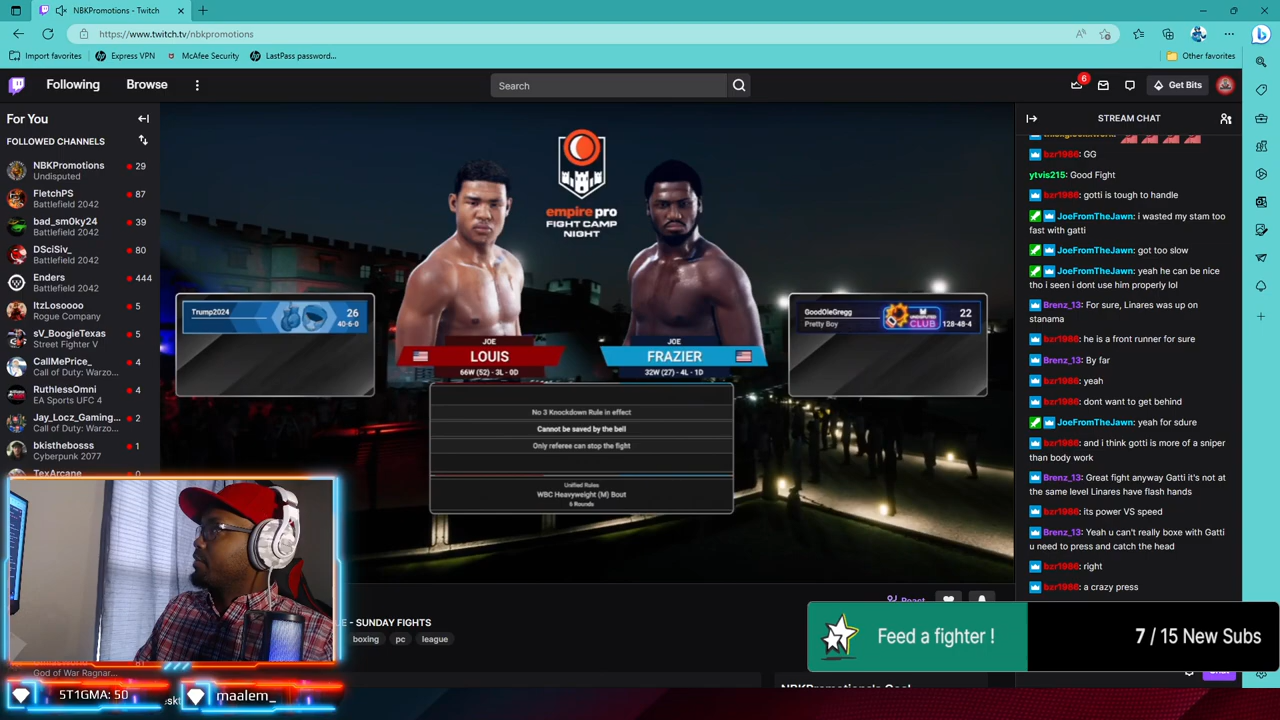 NBKPromotions - Twitch
https://www.twitch.tv/nbkpromotions
Import favorites
Express VPN
McAfee Security
LastPass password...
Other favorites
Following
Browse
Search
6
Get Bits
For You
FOLLOWED CHANNELS
NBKPromotions
29
Undisputed
FletchPS
87
Battlefield 2042
bad_sm0ky24
39
Battlefield 2042
DSciSiv_
80
Battlefield 2042
Enders
444
Battlefield 2042
ItzLosoooo
5
Rogue Company
sV_BoogieTexas
5
Street Fighter V
CallMePrice_
4
Call of Duty: Warzo...
RuthlessOmni
4
EA Sports UFC 4
Jay_Locz_Gaming...
2
Call of Duty: Warzo...
bkisthebosss
1
Cyberpunk 2077
TexArcane
0
God of War Ragnar...
5T1GMA: 50
maalem_
empire pro
FIGHT CAMP
NIGHT
Trump2024
26
40-6-0
GoodOleGregg
22
Pretty Boy
UNDISPUTED
CLUB
128-48-4
JOE
LOUIS
66W (52) - 3L - 0D
JOE
FRAZIER
32W (27) - 4L - 1D
No 3 Knockdown Rule in effect
Cannot be saved by the bell
Only referee can stop the fight
Unified Rules
WBC Heavyweight (M) Bout
6 Rounds
React
- SUNDAY FIGHTS
boxing
pc
league
STREAM CHAT
bzr1986: GG
ytvis215: Good Fight
bzr1986: gotti is tough to handle
JoeFromTheJawn: i wasted my stam too
fast with gatti
JoeFromTheJawn: got too slow
JoeFromTheJawn: yeah he can be nice
tho i seen i dont use him properly lol
Brenz_13: For sure, Linares was up on
stanama
bzr1986: he is a front runner for sure
Brenz_13: By far
bzr1986: yeah
bzr1986: dont want to get behind
JoeFromTheJawn: yeah for sdure
bzr1986: and i think gotti is more of a sniper
than body work
Brenz_13: Great fight anyway Gatti it's not at
the same level Linares have flash hands
bzr1986: its power VS speed
Brenz_13: Yeah u can't really boxe with Gatti
u need to press and catch the head
bzr1986: right
bzr1986: a crazy press
Feed a fighter !
7 / 15 New Subs